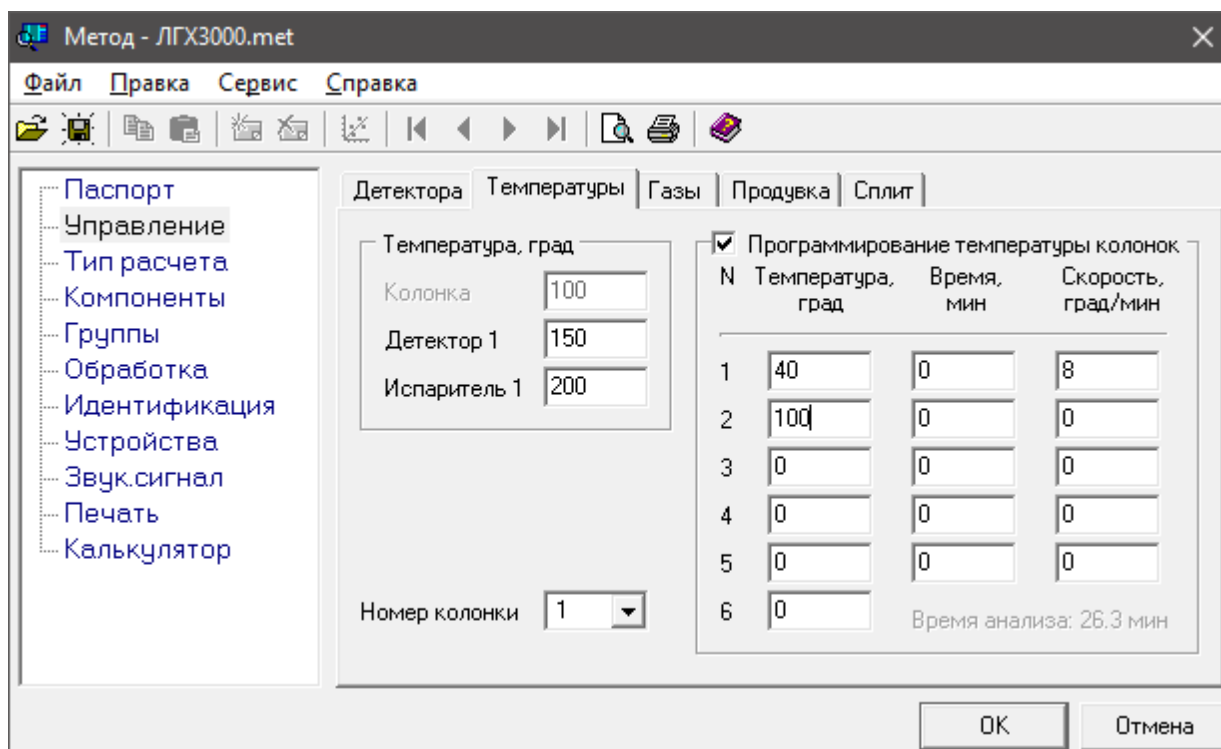 Метод - ЛГХ3000.met
Файл Правка Сервис Справка
Паспорт
Управление
Тип расчета
Компоненты
Группы
Обработка
Идентификация
Устройства
Звук.сигнал
Печать
Калькулятор
Детектора Температуры Газы Продувка Сплит
Температура, град
Колонка 100
Детектор 1 150
Испаритель 1 200
Номер колонки 1
Программирование температуры колонок
N Температура, град Время, мин Скорость, град/мин
1 40 0 8
2 100 0 0
3 0 0 0
4 0 0 0
5 0 0 0
6 0 Время анализа: 26.3 мин
OK Отмена